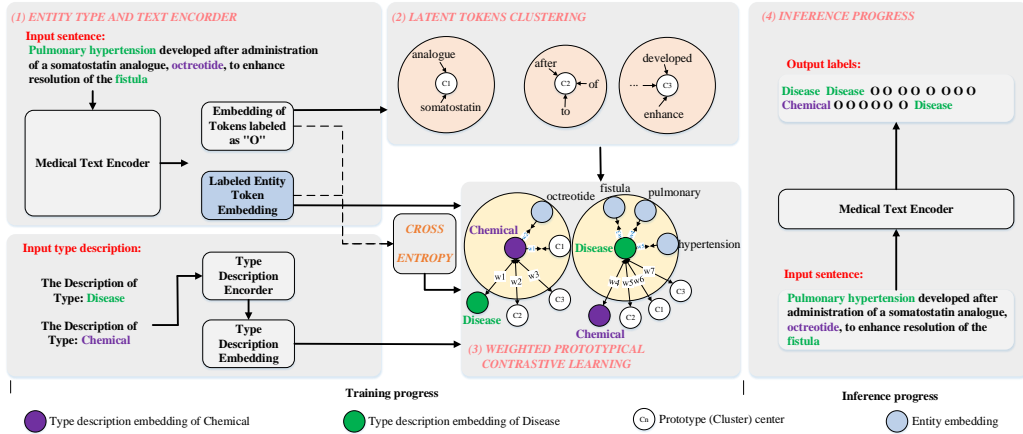 (1) ENTITY TYPE AND TEXT ENCORDER
Input sentence:
Pulmonary hypertension developed after administration
of a somatostatin analogue, octreotide, to enhance
resolution of the fistula
Medical Text Encoder
Embedding of
Tokens labeled
as "O"
Labeled Entity
Token
Embedding
Input type description:
The Description of
Type: Disease
The Description of
Type: Chemical
Type
Description
Encorder
Type
Description
Embedding
(2) LATENT TOKENS CLUSTERING
analogue
C1
somatostatin
after
C2
of
to
developed
...
C3
enhance
CROSS
ENTROPY
octreotide
Chemical
C1
w1
w2
w3
Disease
C2
C3
fistula
pulmonary
Disease
hypertension
w4
w5
w6
w7
Chemical
C2
C1
C3
(3) WEIGHTED PROTOTYPICAL
CONTRASTIVE LEARNING
(4) INFERENCE PROGRESS
Output labels:
Disease Disease O O O O O O O O
Chemical O O O O O O Disease
Medical Text Encoder
Input sentence:
Pulmonary hypertension developed after
administration of a somatostatin analogue,
octreotide, to enhance resolution of the
fistula
Training progress
Inference progress
Type description embedding of Chemical
Type description embedding of Disease
Cn
Prototype (Cluster) center
Entity embedding